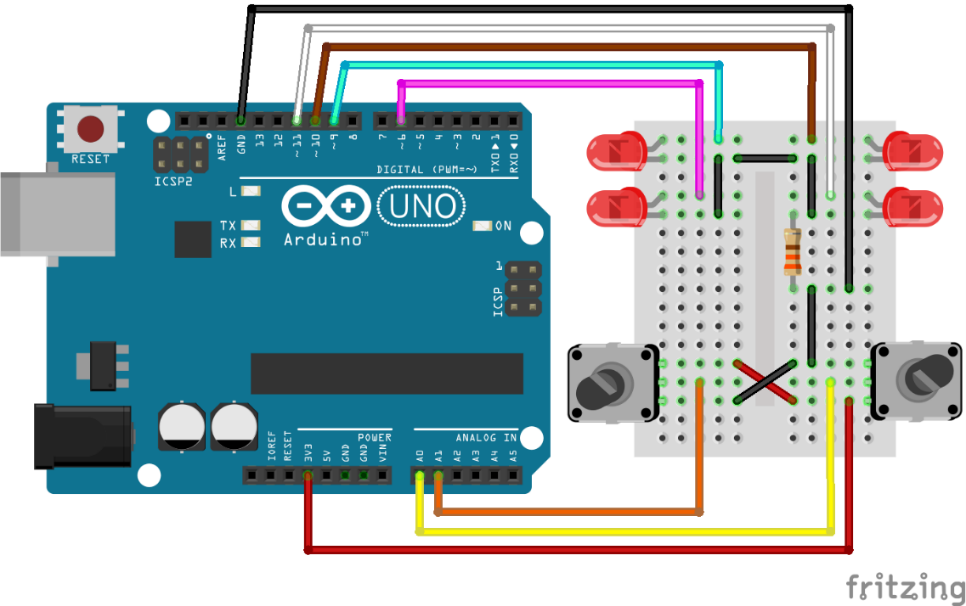 RESET
ICSP2
AREF
GND
13
12
~11
~10
~9
8
7
~6
~5
4
~3
2
TX0▶1
RX0◀0
DIGITAL (PWM=~)
L
TX
RX
UNO
Arduino™
ON
1
ICSP
IOREF
RESET
3V3
5V
GND
GND
VIN
POWER
ANALOG IN
A0
A1
A2
A3
A4
A5
fritzing